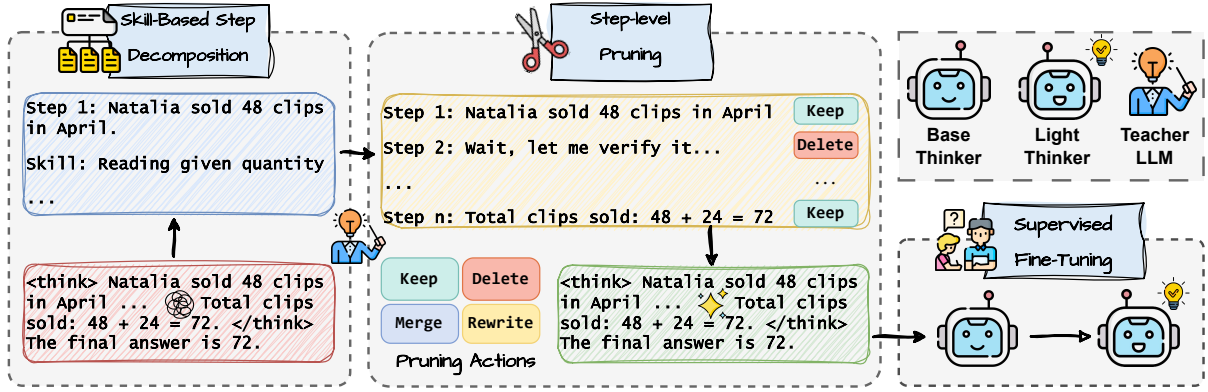 Skill-Based Step
Decomposition
Step 1: Natalia sold 48 clips
in April.
Skill: Reading given quantity
...
<think> Natalia sold 48 clips
in April ... Total clips
sold: 48 + 24 = 72. </think>
The final answer is 72.
Step-level
Pruning
Step 1: Natalia sold 48 clips in April Keep
Step 2: Wait, let me verify it... Delete
... ...
Step n: Total clips sold: 48 + 24 = 72 Keep
Keep Delete
Merge Rewrite
Pruning Actions
<think> Natalia sold 48 clips
in April ... Total clips
sold: 48 + 24 = 72. </think>
The final answer is 72.
Base Light Teacher
Thinker Thinker LLM
?
Supervised
Fine-Tuning